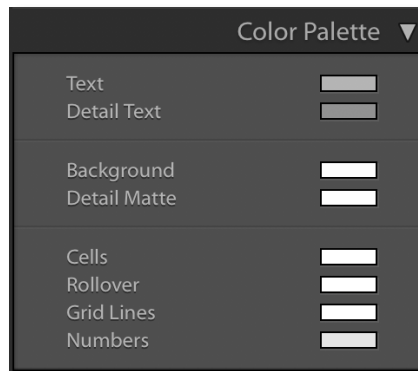 Color Palette
Text
Detail Text
Background
Detail Matte
Cells
Rollover
Grid Lines
Numbers